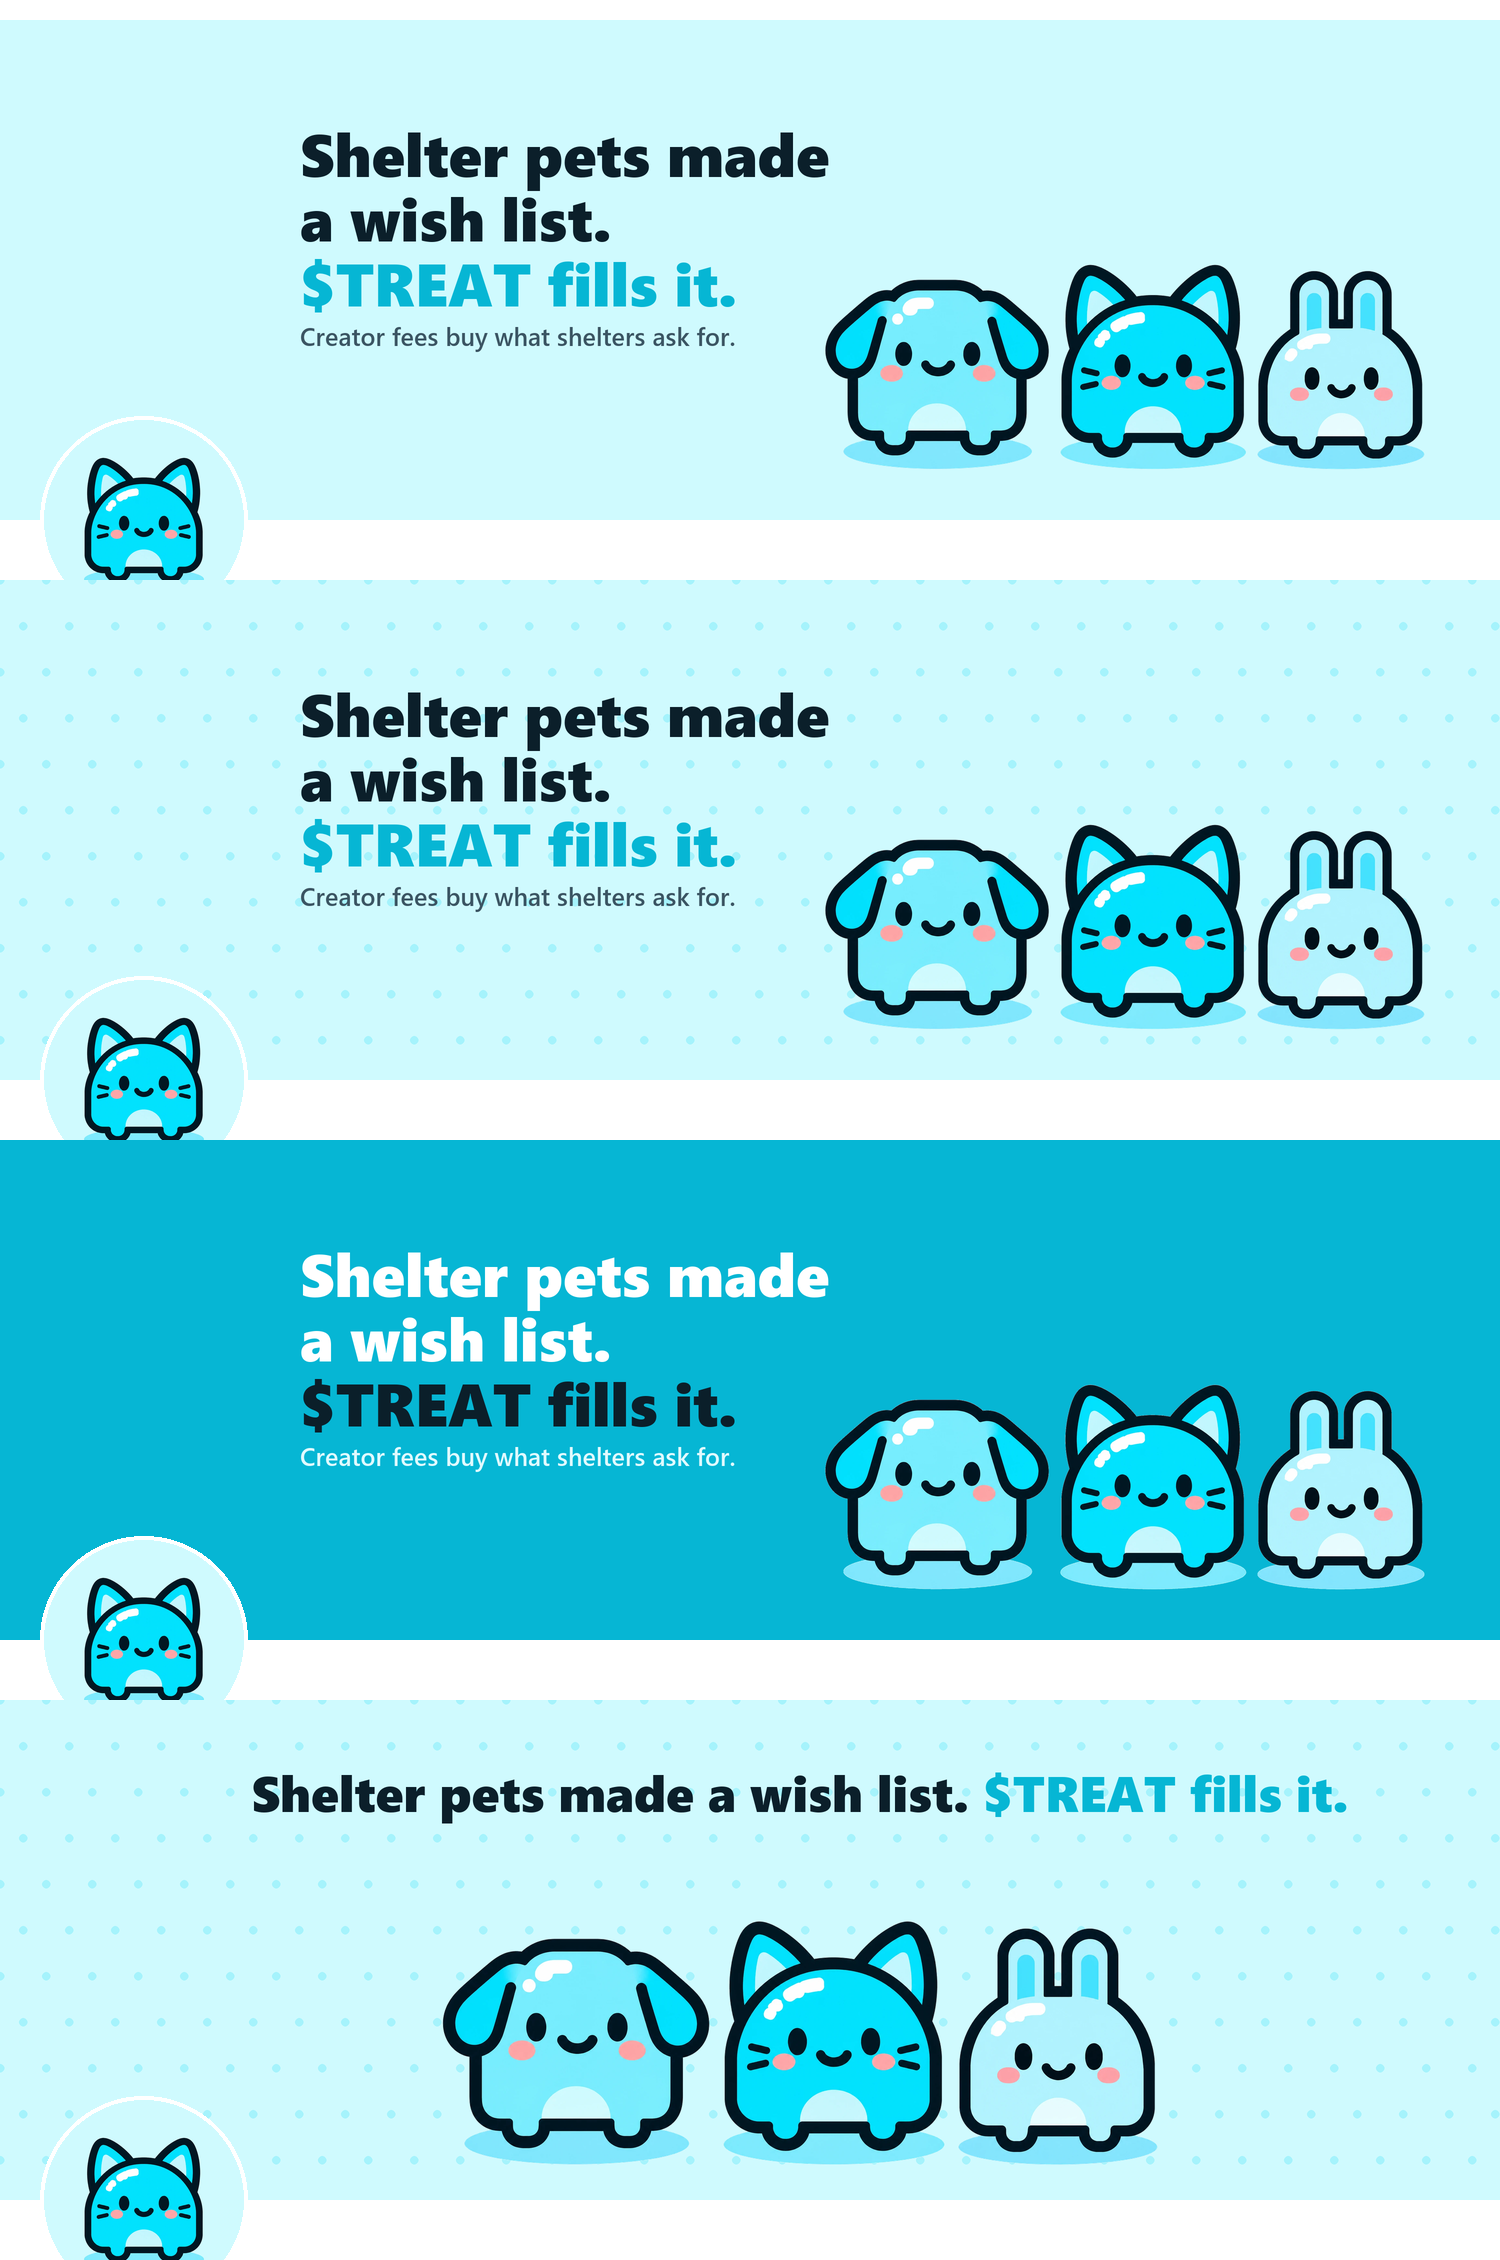 Shelter pets made
a wish list.
$TREAT fills it.
Creator fees buy what shelters ask for.
Shelter pets made
a wish list.
$TREAT fills it.
Creator fees buy what shelters ask for.
Shelter pets made
a wish list.
$TREAT fills it.
Creator fees buy what shelters ask for.
Shelter pets made a wish list. $TREAT fills it.